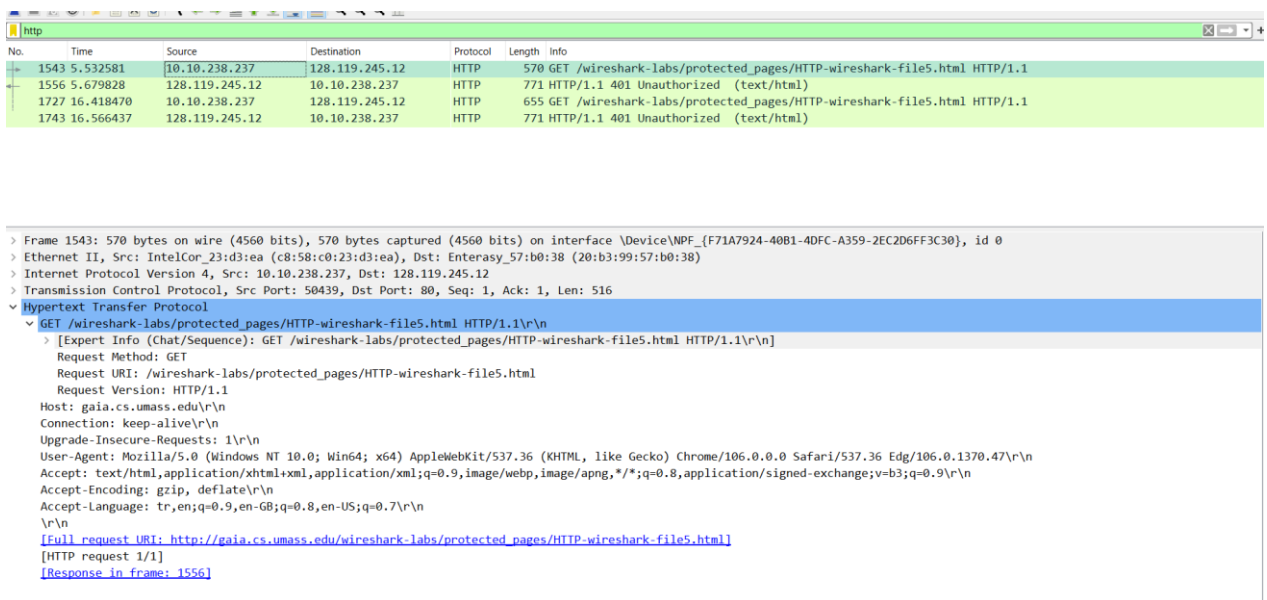 http
No. Time Source Destination Protocol Length Info
1543 5.532581 10.10.238.237 128.119.245.12 HTTP 570 GET /wireshark-labs/protected_pages/HTTP-wireshark-file5.html HTTP/1.1
1556 5.679828 128.119.245.12 10.10.238.237 HTTP 771 HTTP/1.1 401 Unauthorized (text/html)
1727 16.418470 10.10.238.237 128.119.245.12 HTTP 655 GET /wireshark-labs/protected_pages/HTTP-wireshark-file5.html HTTP/1.1
1743 16.566437 128.119.245.12 10.10.238.237 HTTP 771 HTTP/1.1 401 Unauthorized (text/html)
Frame 1543: 570 bytes on wire (4560 bits), 570 bytes captured (4560 bits) on interface \Device\NPF_{F71A7924-40B1-4DFC-A359-2EC2D6FF3C30}, id 0
Ethernet II, Src: IntelCor_23:d3:ea (c8:58:c0:23:d3:ea), Dst: Enterasy_57:b0:38 (20:b3:99:57:b0:38)
Internet Protocol Version 4, Src: 10.10.238.237, Dst: 128.119.245.12
Transmission Control Protocol, Src Port: 50439, Dst Port: 80, Seq: 1, Ack: 1, Len: 516
Hypertext Transfer Protocol
GET /wireshark-labs/protected_pages/HTTP-wireshark-file5.html HTTP/1.1\r\n
[Expert Info (Chat/Sequence): GET /wireshark-labs/protected_pages/HTTP-wireshark-file5.html HTTP/1.1\r\n]
Request Method: GET
Request URI: /wireshark-labs/protected_pages/HTTP-wireshark-file5.html
Request Version: HTTP/1.1
Host: gaia.cs.umass.edu\r\n
Connection: keep-alive\r\n
Upgrade-Insecure-Requests: 1\r\n
User-Agent: Mozilla/5.0 (Windows NT 10.0; Win64; x64) AppleWebKit/537.36 (KHTML, like Gecko) Chrome/106.0.0.0 Safari/537.36 Edg/106.0.1370.47\r\n
Accept: text/html,application/xhtml+xml,application/xml;q=0.9,image/webp,image/apng,*/*;q=0.8,application/signed-exchange;v=b3;q=0.9\r\n
Accept-Encoding: gzip, deflate\r\n
Accept-Language: tr,en;q=0.9,en-GB;q=0.8,en-US;q=0.7\r\n
\r\n
[Full request URI: http://gaia.cs.umass.edu/wireshark-labs/protected_pages/HTTP-wireshark-file5.html]
[HTTP request 1/1]
[Response in frame: 1556]